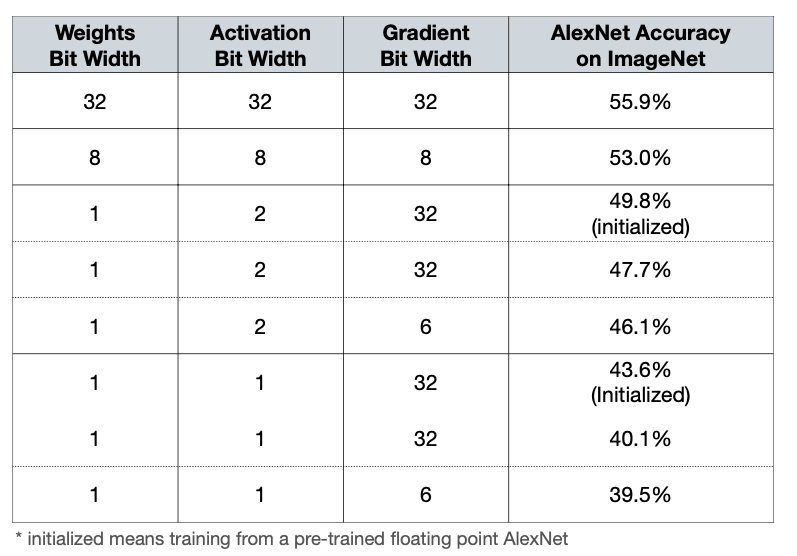 Weights Bit Width Activation Bit Width Gradient Bit Width AlexNet Accuracy on ImageNet
32 32 32 55.9%
8 8 8 53.0%
1 2 32 49.8% (initialized)
1 2 32 47.7%
1 2 6 46.1%
1 1 32 43.6% (Initialized)
1 1 32 40.1%
1 1 6 39.5%
* initialized means training from a pre-trained floating point AlexNet